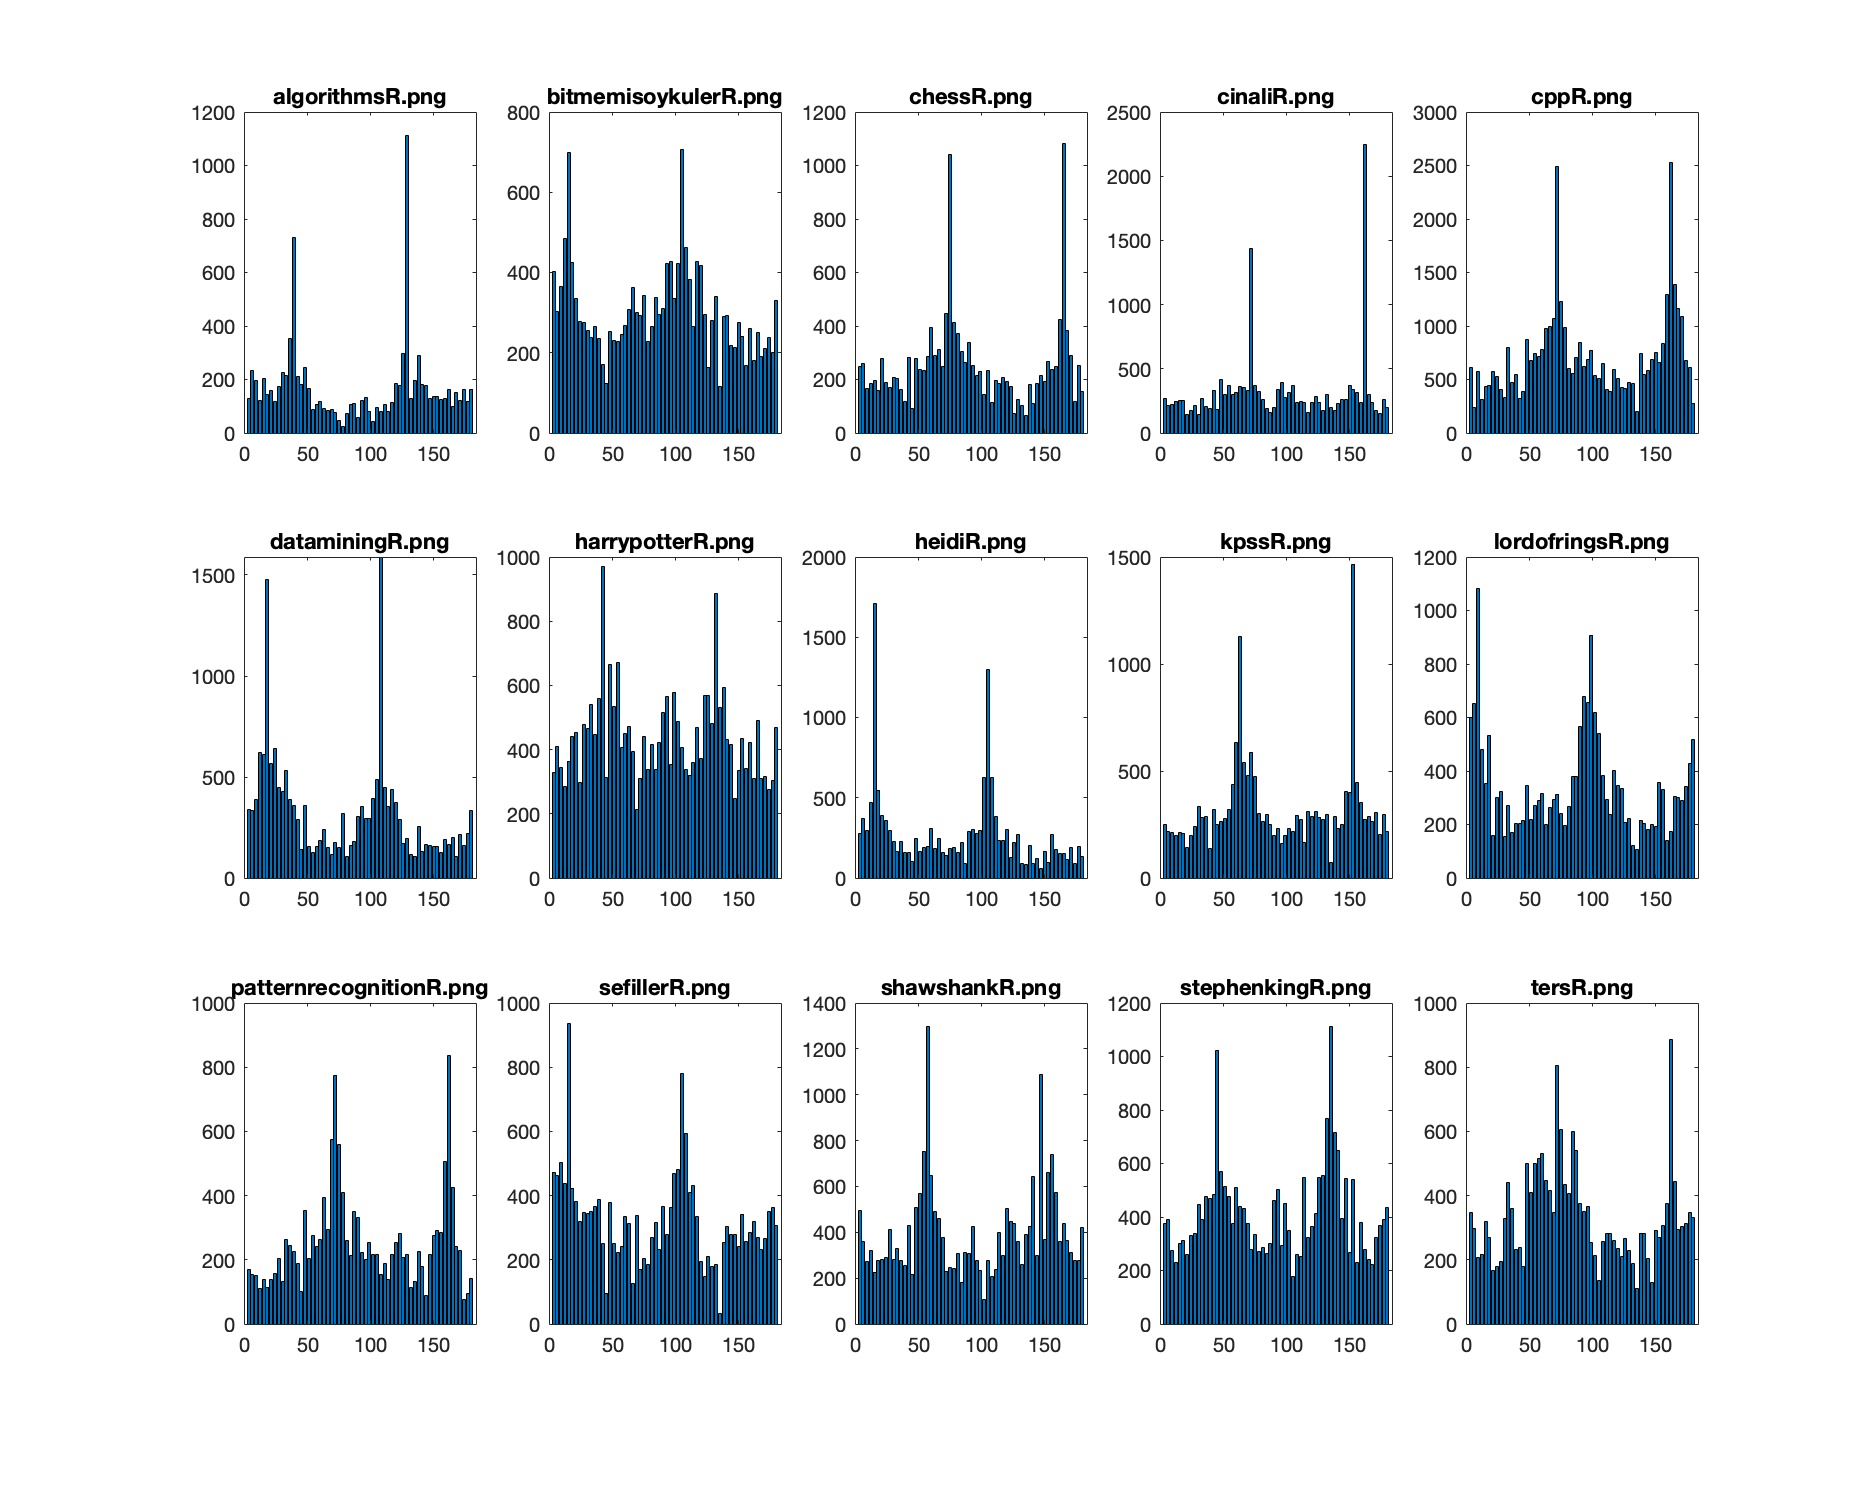 algorithmsR.png bitmemisoykulerR.png chessR.png cinaliR.png cppR.png
1200 800 1200 2500 3000
1000 600 1000 2000 2500
800 400 800 1500 2000
600 200 600 1000 1500
400 0 400 500 1000
200 200 0 500
0 0 0
0 50 100 150 0 50 100 150 0 50 100 150 0 50 100 150 0 50 100 150
dataminingR.png harrypotterR.png heidiR.png kpssR.png lordofringsR.png
1500 1000 2000 1500 1200
1000 800 1500 1000 1000
500 600 1000 500 800
0 400 500 0 600
200 0 400
0 200
0
0 50 100 150 0 50 100 150 0 50 100 150 0 50 100 150 0 50 100 150
patternrecognitionR.png sefillerR.png shawshankR.png stephenkingR.png tersR.png
1000 1000 1400 1200 1000
800 800 1200 1000 800
600 600 1000 800 600
400 400 800 600 400
200 200 600 400 200
0 0 400 200 0
200 0
0
0 50 100 150 0 50 100 150 0 50 100 150 0 50 100 150 0 50 100 150